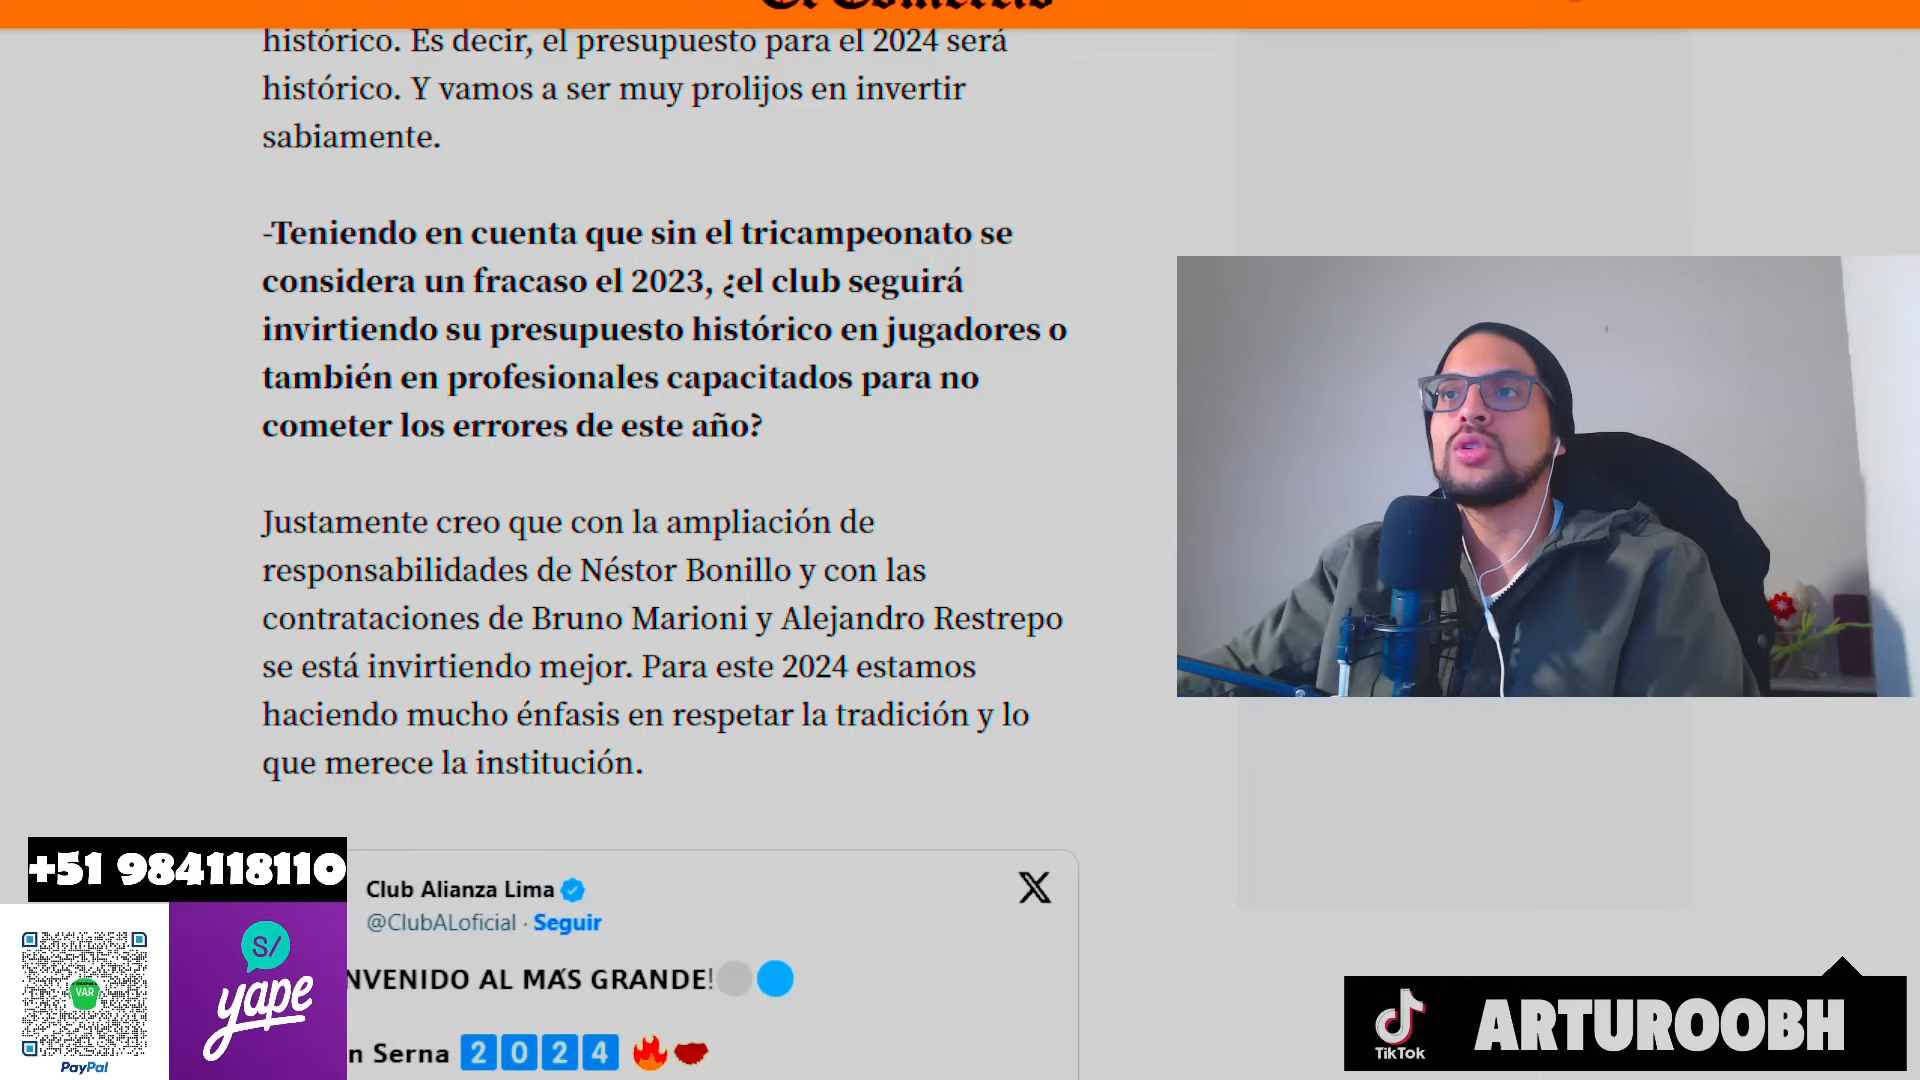 El Comercio
histórico. Es decir, el presupuesto para el 2024 será
histórico. Y vamos a ser muy prolijos en invertir
sabiamente.
-Teniendo en cuenta que sin el tricampeonato se
considera un fracaso el 2023, ¿el club seguirá
invirtiendo su presupuesto histórico en jugadores o
también en profesionales capacitados para no
cometer los errores de este año?
Justamente creo que con la ampliación de
responsabilidades de Néstor Bonillo y con las
contrataciones de Bruno Marioni y Alejandro Restrepo
se está invirtiendo mejor. Para este 2024 estamos
haciendo mucho énfasis en respetar la tradición y lo
que merece la institución.
Club Alianza Lima
@ClubALoficial · Seguir
NVENIDO AL MÁS GRANDE!
n Serna 2024
+51 984118110
VAR
PayPal
S/
yape
TikTok
ARTUROOBH